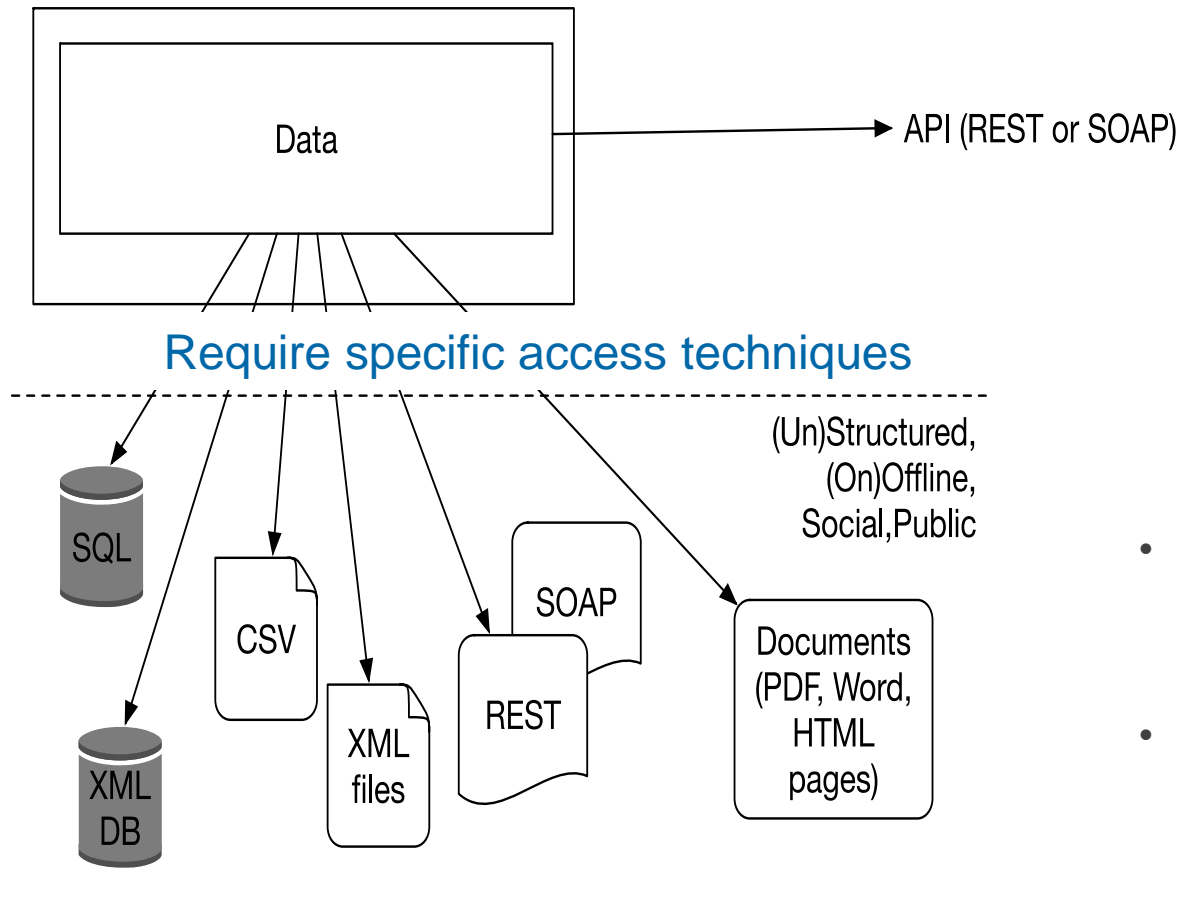 Data
API (REST or SOAP)
Require specific access techniques
(Un)Structured,
(On)Offline,
Social,Public
SQL
CSV
SOAP
REST
Documents
(PDF, Word,
HTML
pages)
XML
files
XML
DB
•
•